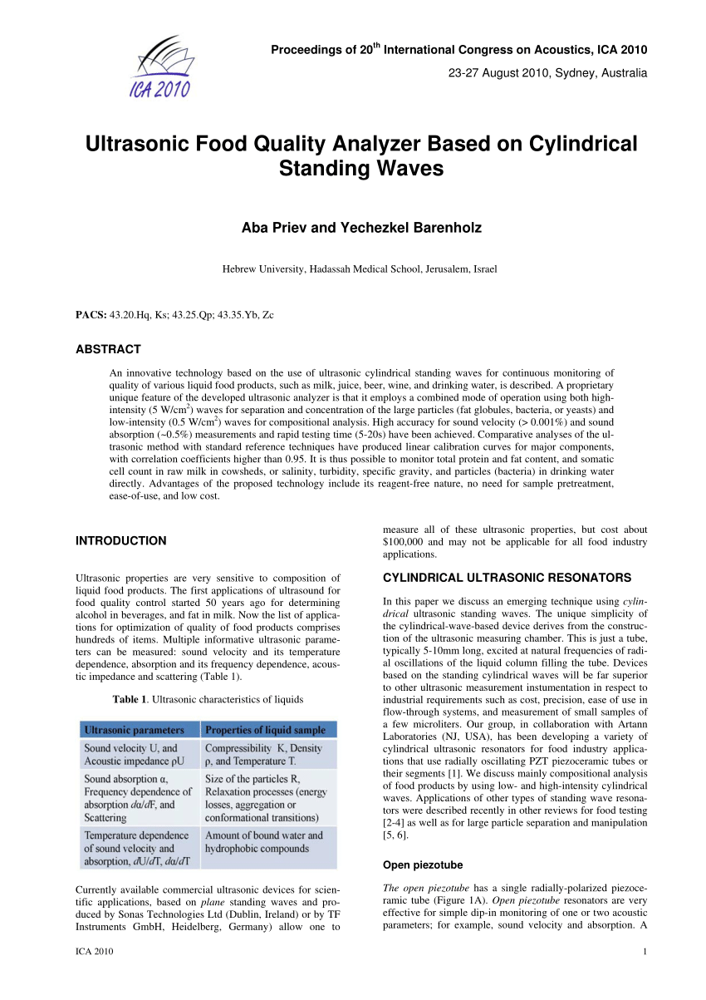 ICA 2010
Proceedings of 20th International Congress on Acoustics, ICA 2010
23-27 August 2010, Sydney, Australia
Ultrasonic Food Quality Analyzer Based on Cylindrical
Standing Waves
Aba Priev and Yechezkel Barenholz
Hebrew University, Hadassah Medical School, Jerusalem, Israel
PACS: 43.20.Hq, Ks; 43.25.Qp; 43.35.Yb, Zc
ABSTRACT
An innovative technology based on the use of ultrasonic cylindrical standing waves for continuous monitoring of
quality of various liquid food products, such as milk, juice, beer, wine, and drinking water, is described. A proprietary
unique feature of the developed ultrasonic analyzer is that it employs a combined mode of operation using both high-
intensity (5 W/cm2) waves for separation and concentration of the large particles (fat globules, bacteria, or yeasts) and
low-intensity (0.5 W/cm2) waves for compositional analysis. High accuracy for sound velocity (> 0.001%) and sound
absorption (~0.5%) measurements and rapid testing time (5-20s) have been achieved. Comparative analyses of the ul-
trasonic method with standard reference techniques have produced linear calibration curves for major components,
with correlation coefficients higher than 0.95. It is thus possible to monitor total protein and fat content, and somatic
cell count in raw milk in cowsheds, or salinity, turbidity, specific gravity, and particles (bacteria) in drinking water
directly. Advantages of the proposed technology include its reagent-free nature, no need for sample pretreatment,
ease-of-use, and low cost.
INTRODUCTION
Ultrasonic properties are very sensitive to composition of
liquid food products. The first applications of ultrasound for
food quality control started 50 years ago for determining
alcohol in beverages, and fat in milk. Now the list of applica-
tions for optimization of quality of food products comprises
hundreds of items. Multiple informative ultrasonic parame-
ters can be measured: sound velocity and its temperature
dependence, absorption and its frequency dependence, acous-
tic impedance and scattering (Table 1).
Table 1. Ultrasonic characteristics of liquids
Ultrasonic parameters Properties of liquid sample
Sound velocity U, and Compressibility K, Density
Acoustic impedance ρU ρ, and Temperature T.
Sound absorption α, Size of the particles R,
Frequency dependence of Relaxation processes (energy
absorption dα/dF, and losses, aggregation or
Scattering conformational transitions)
Temperature dependence Amount of bound water and
of sound velocity and hydrophobic compounds
absorption, dU/dT, dα/dT
Currently available commercial ultrasonic devices for scien-
tific applications, based on plane standing waves and pro-
duced by Sonas Technologies Ltd (Dublin, Ireland) or by TF
Instruments GmbH, Heidelberg, Germany) allow one to
measure all of these ultrasonic properties, but cost about
$100,000 and may not be applicable for all food industry
applications.
CYLINDRICAL ULTRASONIC RESONATORS
In this paper we discuss an emerging technique using cylin-
drical ultrasonic standing waves. The unique simplicity of
the cylindrical-wave-based device derives from the construc-
tion of the ultrasonic measuring chamber. This is just a tube,
typically 5-10mm long, excited at natural frequencies of radi-
al oscillations of the liquid column filling the tube. Devices
based on the standing cylindrical waves will be far superior
to other ultrasonic measurement instumentation in respect to
industrial requirements such as cost, precision, ease of use in
flow-through systems, and measurement of small samples of
a few microliters. Our group, in collaboration with Artann
Laboratories (NJ, USA), has been developing a variety of
cylindrical ultrasonic resonators for food industry applica-
tions that use radially oscillating PZT piezoceramic tubes or
their segments [1]. We discuss mainly compositional analysis
of food products by using low- and high-intensity cylindrical
waves. Applications of other types of standing wave resona-
tors were described recently in other reviews for food testing
[2-4] as well as for large particle separation and manipulation
[5, 6].
Open piezotube
The open piezotube has a single radially-polarized piezoce-
ramic tube (Figure 1A). Open piezotube resonators are very
effective for simple dip-in monitoring of one or two acoustic
parameters; for example, sound velocity and absorption. A
ICA 2010 1